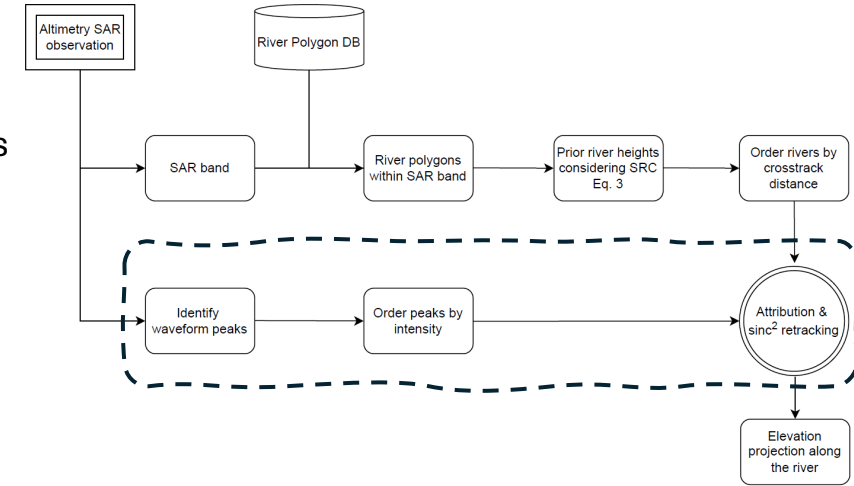 Altimetry SAR
observation
River Polygon DB
s
SAR band
River polygons
within SAR band
Prior river heights
considering SRC
Eq. 3
Order rivers by
crosstrack
distance
Identify
waveform peaks
Order peaks by
intensity
Attribution &
sinc² retracking
Elevation
projection along
the river